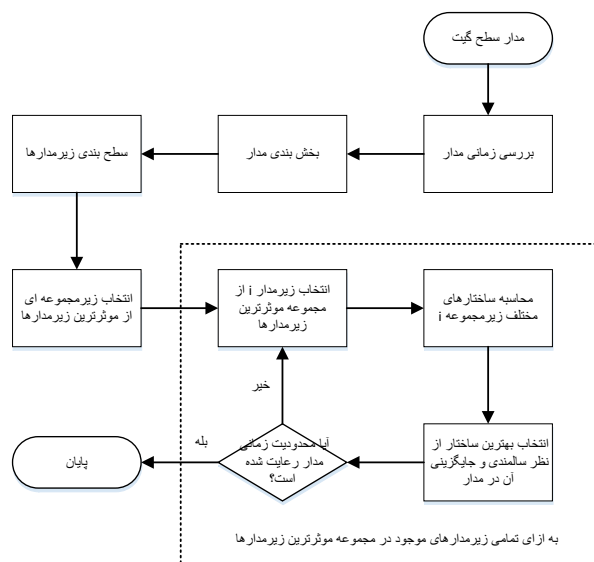 مدار سطح گیت
بررسی زمانی مدار
بخش بندی مدار
سطح بندی زیرمدارها
انتخاب زیرمجموعه ای
از موثرترین زیرمدارها
انتخاب زیرمدار i از
مجموعه موثرترین
زیرمدارها
محاسبه ساختارهای
مختلف زیرمجموعه i
انتخاب بهترین ساختار از
نظر سالمندی و جایگزینی
آن در مدار
آیا محدودیت زمانی
مدار رعایت شده
است؟
خیر
بله
پایان
به ازای تمامی زیرمدارهای موجود در مجموعه موثرترین زیرمدارها